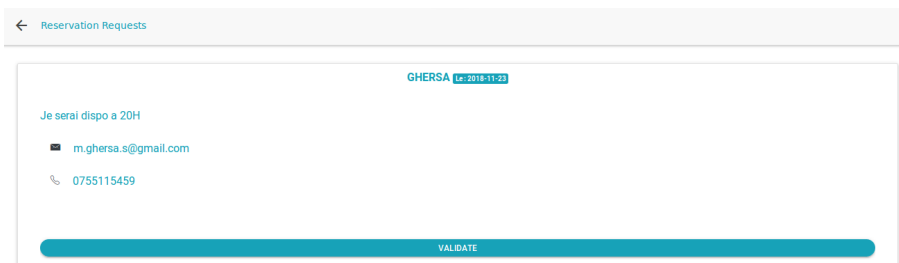 Reservation Requests
GHERSA Le: 2018-11-23
Je serai dispo a 20H
m.ghersa.s@gmail.com
0755115459
VALIDATE